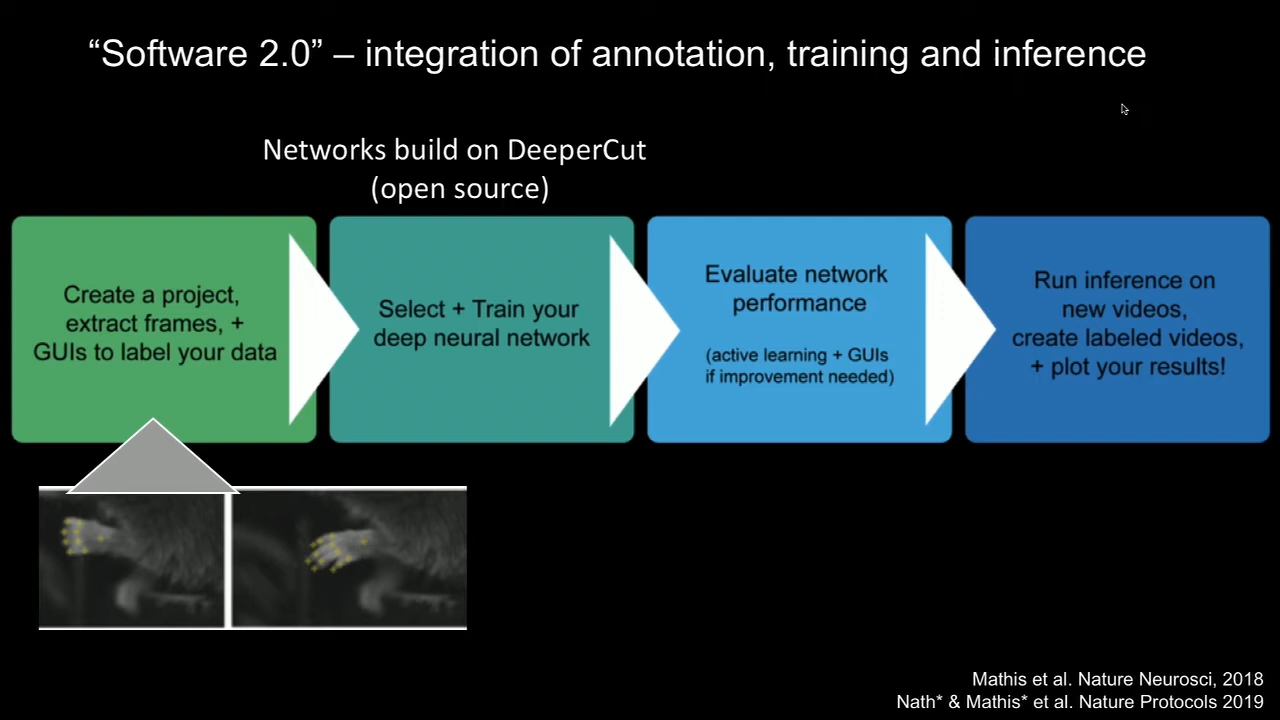 “Software 2.0” – integration of annotation, training and inference
Networks build on DeeperCut
(open source)
Create a project,
extract frames, +
GUIs to label your data
Select + Train your
deep neural network
Evaluate network
performance
(active learning + GUIs
if improvement needed)
Run inference on
new videos,
create labeled videos,
+ plot your results!
Mathis et al. Nature Neurosci, 2018
Nath* & Mathis* et al. Nature Protocols 2019